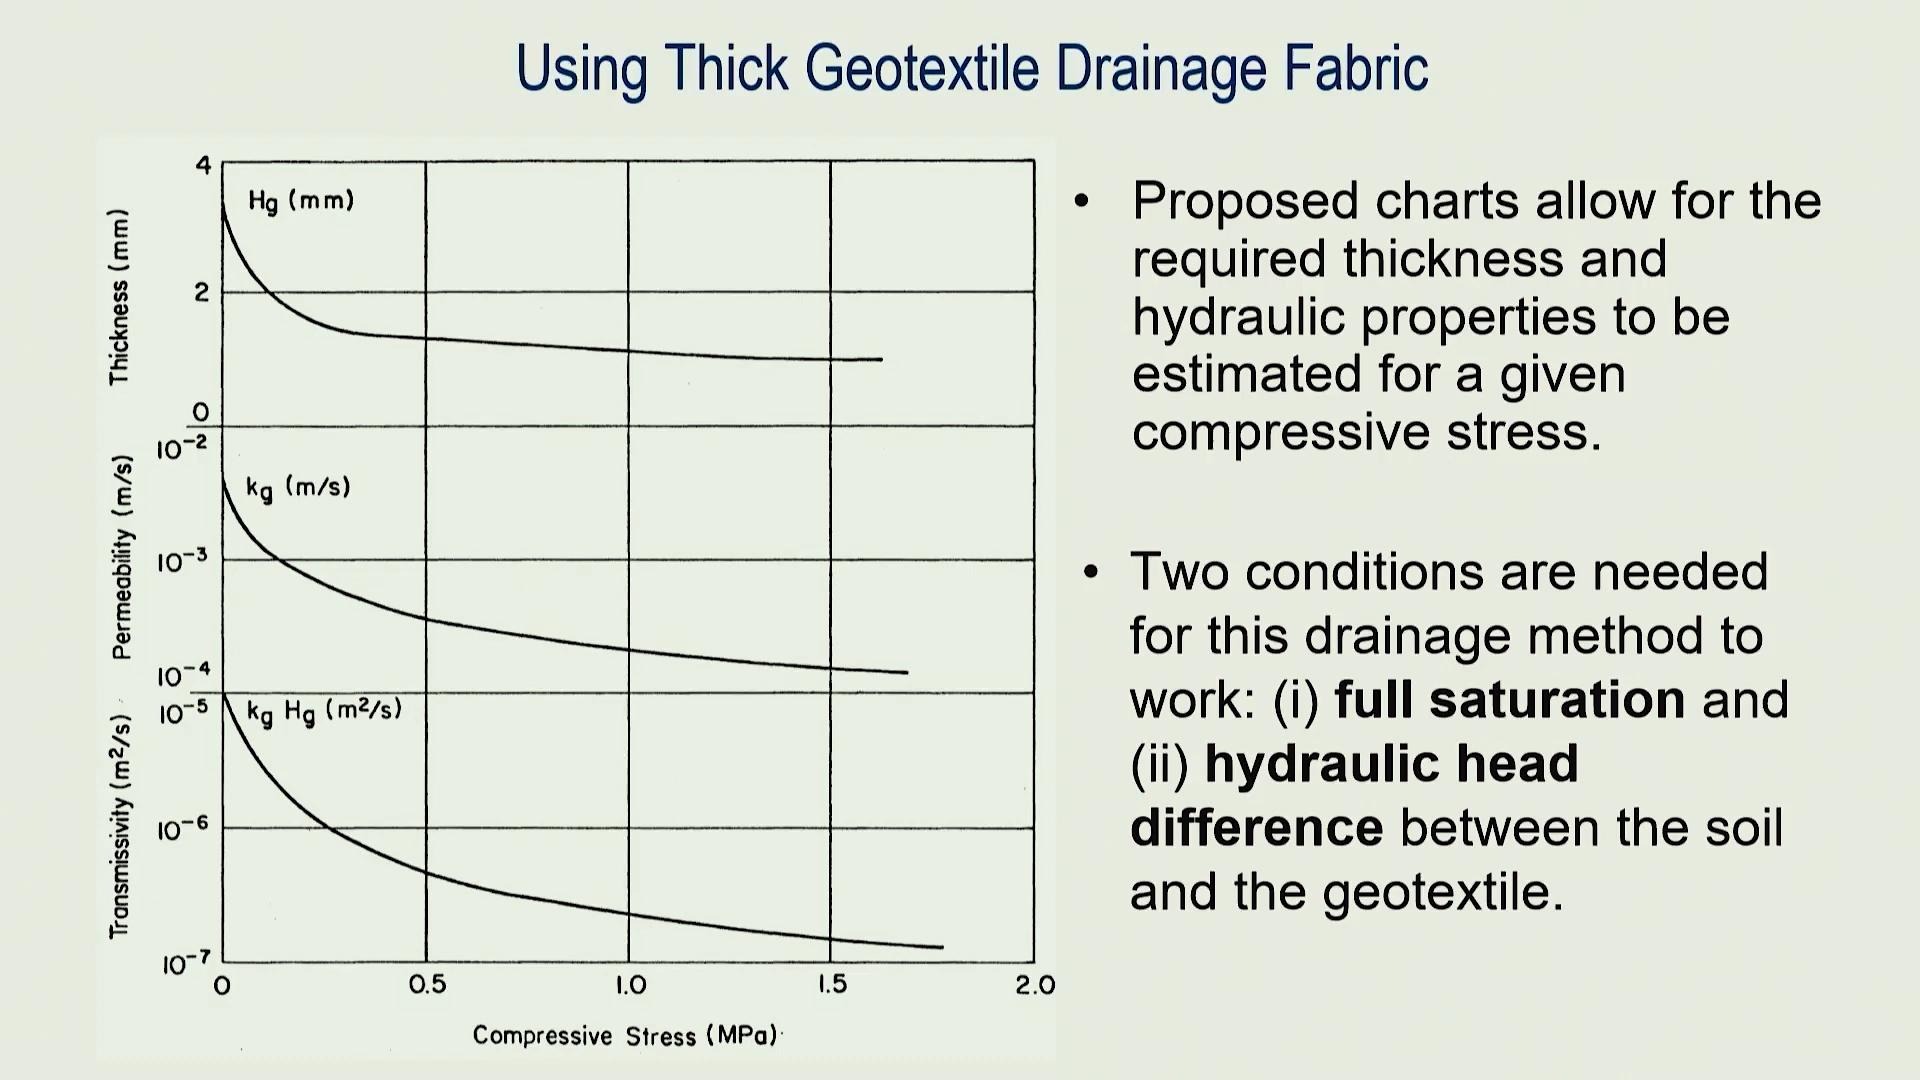 Using Thick Geotextile Drainage Fabric
4
Hg (mm)
2
Thickness (mm)
0
10⁻²
kg (m/s)
10⁻³
Permeability (m/s)
10⁻⁴
10⁻⁵
kg Hg (m²/s)
10⁻⁶
Transmissivity (m²/s)
10⁻⁷
0 0.5 1.0 1.5 2.0
Compressive Stress (MPa)
• Proposed charts allow for the
required thickness and
hydraulic properties to be
estimated for a given
compressive stress.
• Two conditions are needed
for this drainage method to
work: (i) full saturation and
(ii) hydraulic head
difference between the soil
and the geotextile.